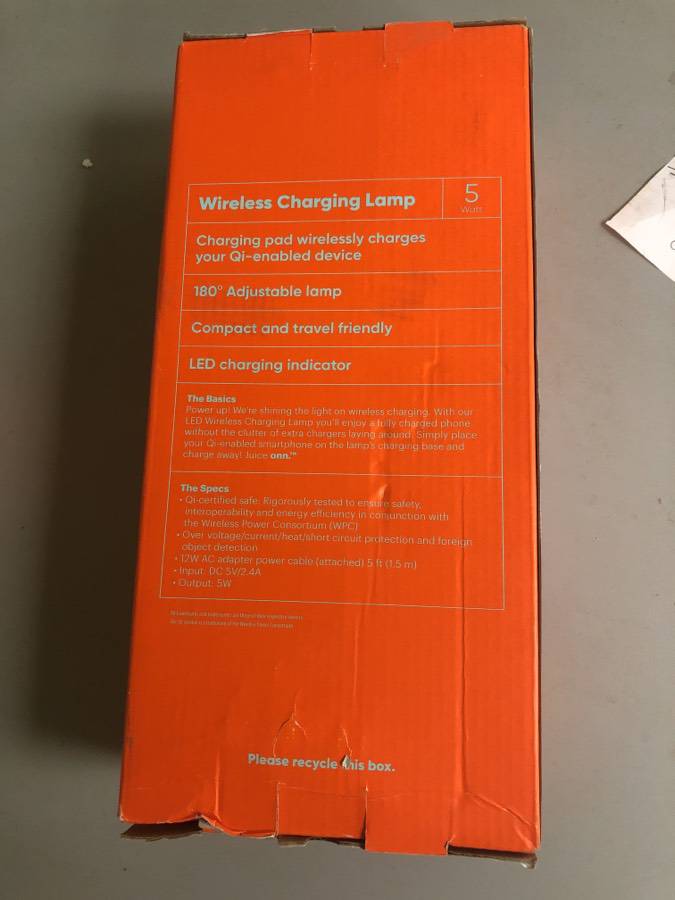 Wireless Charging Lamp
5
Watt
Charging pad wirelessly charges
your Qi-enabled device
180° Adjustable lamp
Compact and travel friendly
LED charging indicator
The Basics
Power up! We're shining the light on wireless charging. With our
LED Wireless Charging Lamp you'll enjoy a fully charged phone
without the clutter of extra chargers laying around. Simply place
your Qi-enabled smartphone on the lamp's charging base and
charge away! Juice onn.™
The Specs
• Qi-certified safe: Rigorously tested to ensure safety,
interoperability and energy efficiency in conjunction with
the Wireless Power Consortium (WPC)
• Over voltage/current/heat/short circuit protection and foreign
object detection
• 12W AC adapter power cable (attached) 5 ft (1.5 m)
• Input: DC 5V/2.4A
• Output: 5W
Please recycle this box.